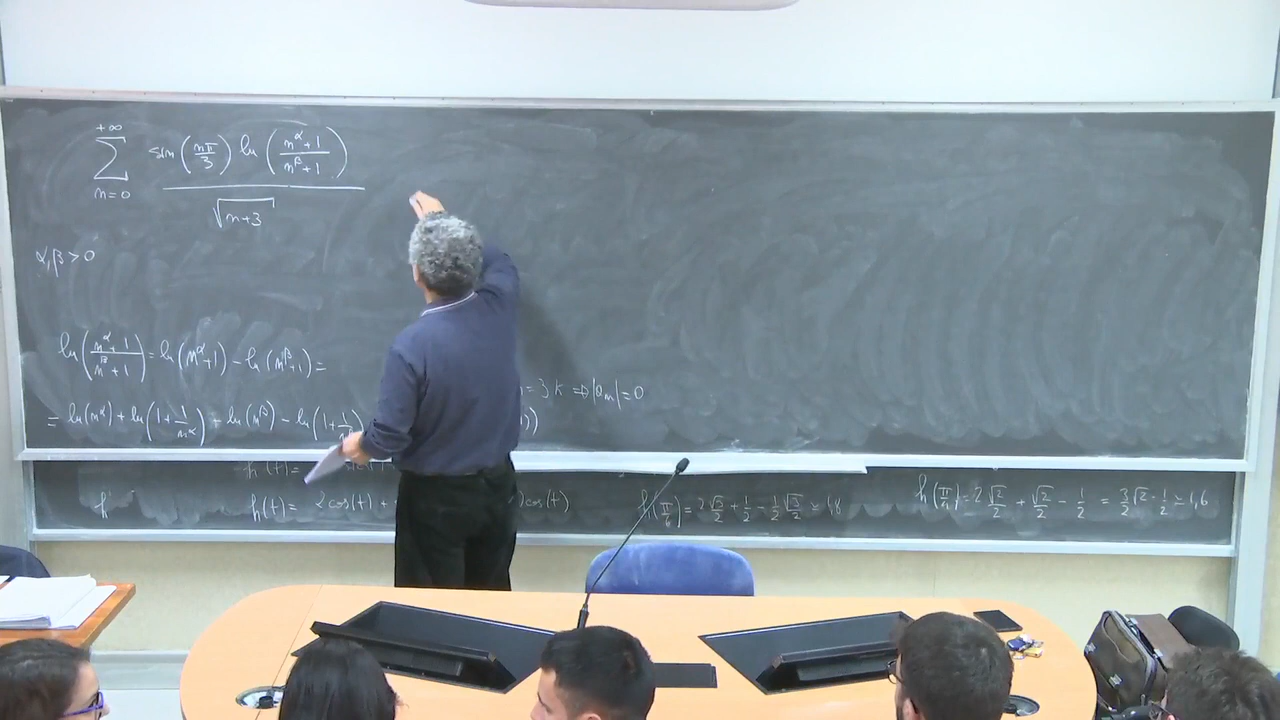 +∞
∑ sin(nπ/3) ln((n^α+1)/(n^β+1)) / √(n+3)
n=0
α,β>0
ln((n^α+1)/(n^β+1)) = ln(n^α+1) - ln(n^β+1) =
= 3k ⇒ |a_n| = 0
= ln(n^α) + ln(1+1/n^α) - ln(n^β) - ln(1+1/
h(t) =
h(t) = 2cos(t) +
2cos(t)
h(π/6) = 2 √3/2 + 1/2 - 1/2 √3/2 ≃ 1,8
h(π/4) = 2 √2/2 + √2/2 - 1/2 = 3/2 √2 - 1/2 ≃ 1,6